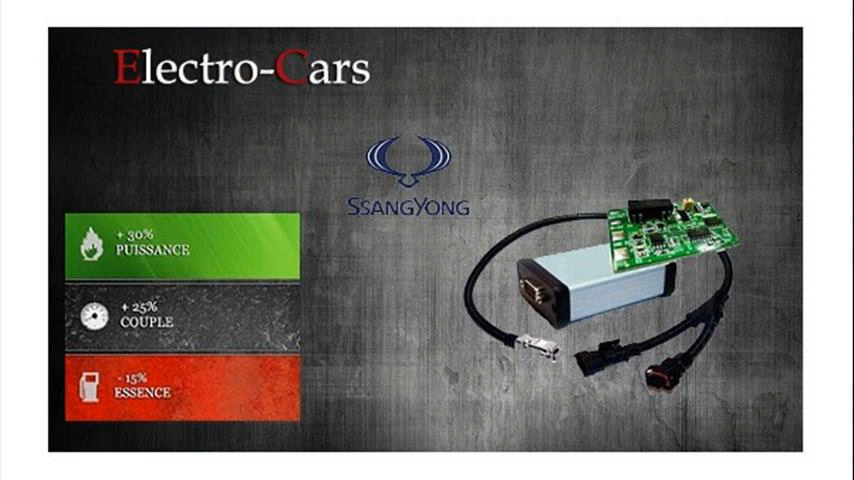 Electro-Cars
SSANGYONG
+ 30%
PUISSANCE
+ 25%
COUPLE
- 15%
ESSENCE